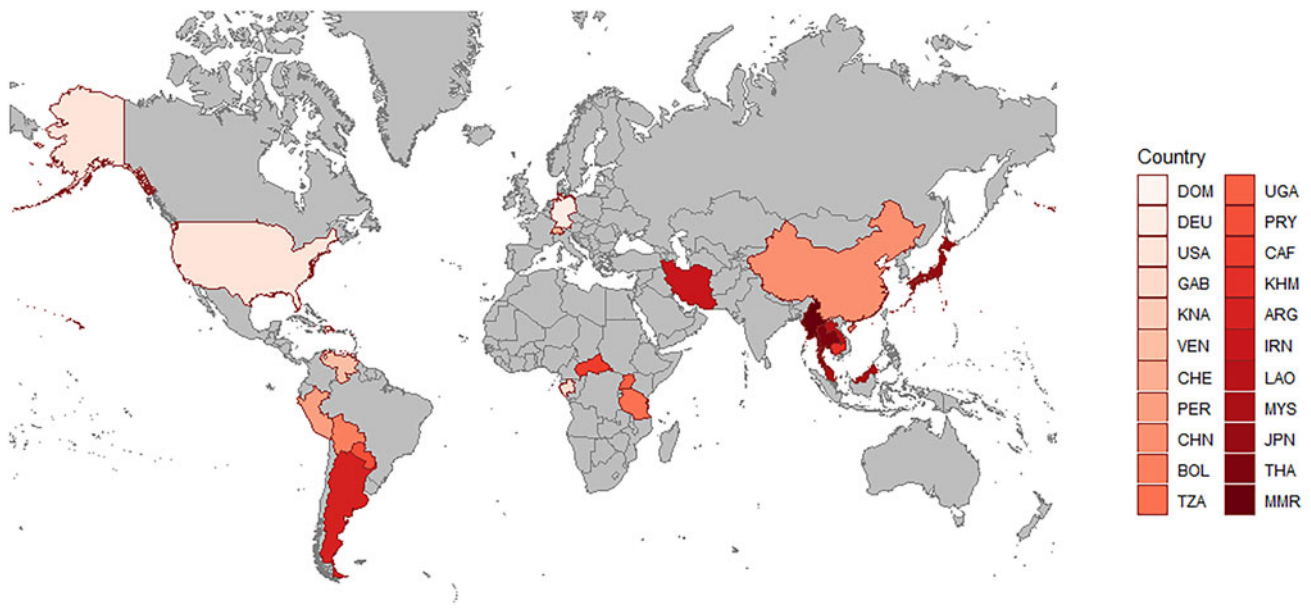 Country
DOM
DEU
USA
GAB
KNA
VEN
CHE
PER
CHN
BOL
TZA
UGA
PRY
CAF
KHM
ARG
IRN
LAO
MYS
JPN
THA
MMR